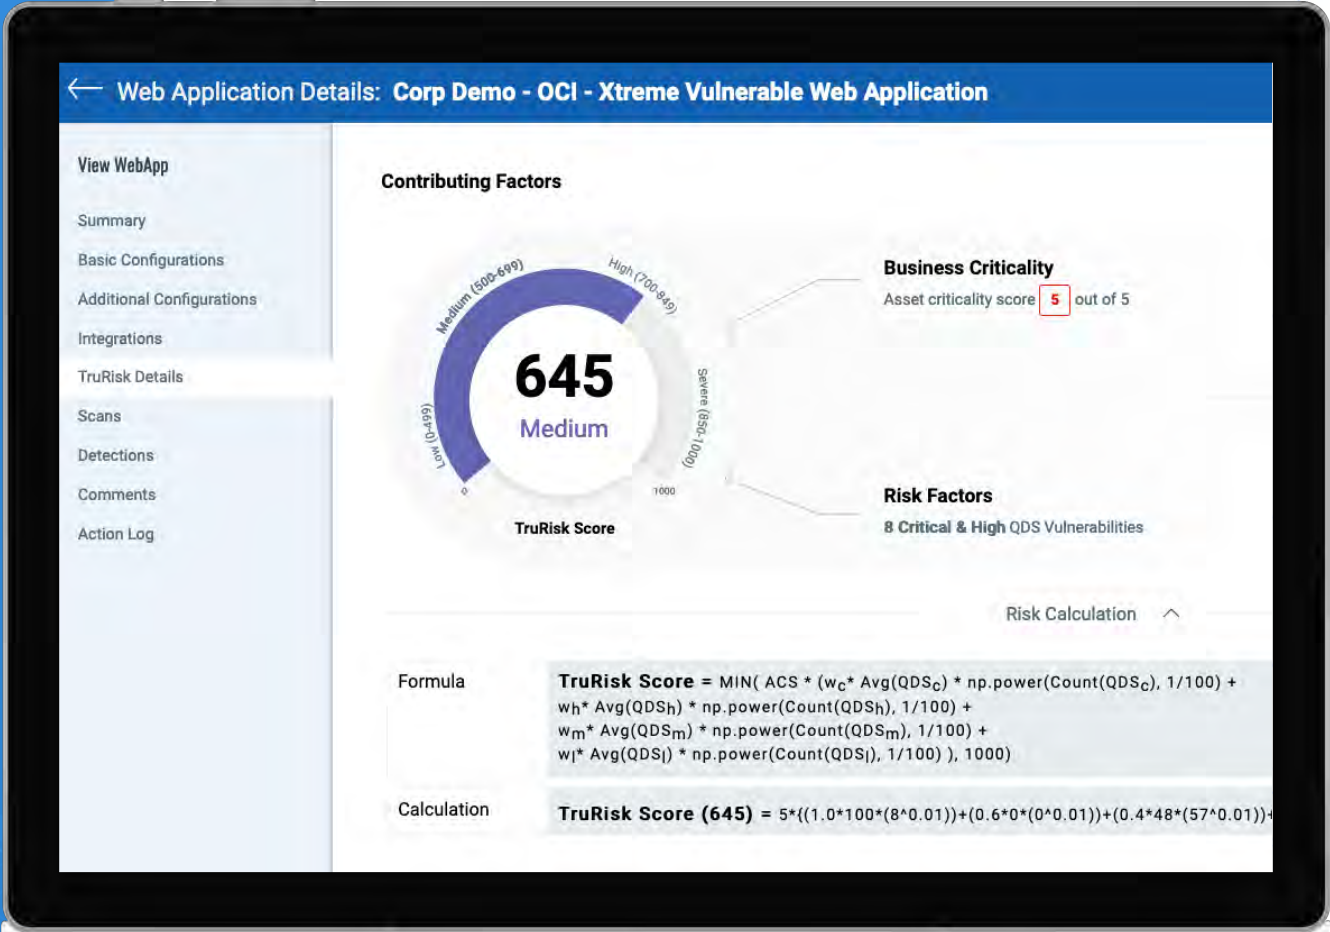 Web Application Details: Corp Demo - OCI - Xtreme Vulnerable Web Application
View WebApp
Summary
Basic Configurations
Additional Configurations
Integrations
TruRisk Details
Scans
Detections
Comments
Action Log
Contributing Factors
Low (0-499)
Medium (500-699)
High (700-849)
Severe (850-1000)
645
Medium
0
1000
TruRisk Score
Business Criticality
Asset criticality score 5 out of 5
Risk Factors
8 Critical & High QDS Vulnerabilities
Risk Calculation
Formula
TruRisk Score = MIN( ACS * (wc* Avg(QDSc) * np.power(Count(QDSc), 1/100) +
wh* Avg(QDSh) * np.power(Count(QDSh), 1/100) +
wm* Avg(QDSm) * np.power(Count(QDSm), 1/100) +
wl* Avg(QDSl) * np.power(Count(QDSl), 1/100) ), 1000)
Calculation
TruRisk Score (645) = 5*{(1.0*100*(8^0.01))+(0.6*0*(0^0.01))+(0.4*48*(57^0.01))+